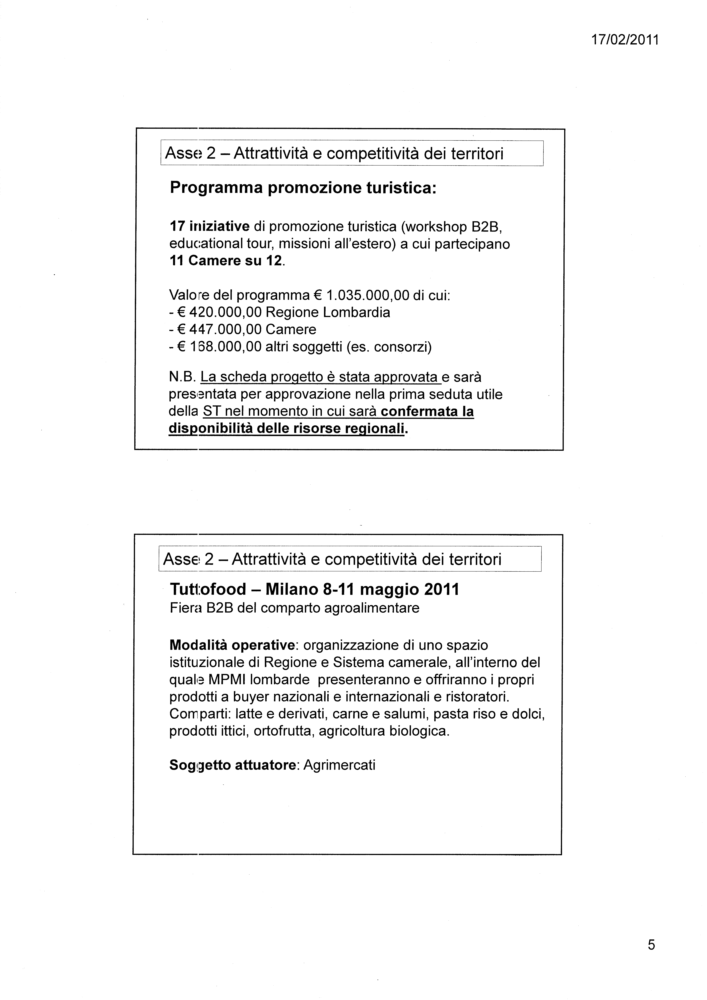 17/02/2011
Asse 2 – Attrattività e competitività dei territori
Programma promozione turistica:
17 iniziative di promozione turistica (workshop B2B,
educational tour, missioni all'estero) a cui partecipano
11 Camere su 12.
Valore del programma € 1.035.000,00 di cui:
- € 420.000,00 Regione Lombardia
- € 447.000,00 Camere
- € 168.000,00 altri soggetti (es. consorzi)
N.B. La scheda progetto è stata approvata e sarà
presentata per approvazione nella prima seduta utile
della ST nel momento in cui sarà confermata la
disponibilità delle risorse regionali.
Asse 2 – Attrattività e competitività dei territori
Tuttofood – Milano 8-11 maggio 2011
Fiera B2B del comparto agroalimentare
Modalità operative: organizzazione di uno spazio
istituzionale di Regione e Sistema camerale, all'interno del
quale MPMI lombarde presenteranno e offriranno i propri
prodotti a buyer nazionali e internazionali e ristoratori.
Comparti: latte e derivati, carne e salumi, pasta riso e dolci,
prodotti ittici, ortofrutta, agricoltura biologica.
Soggetto attuatore: Agrimercati
5